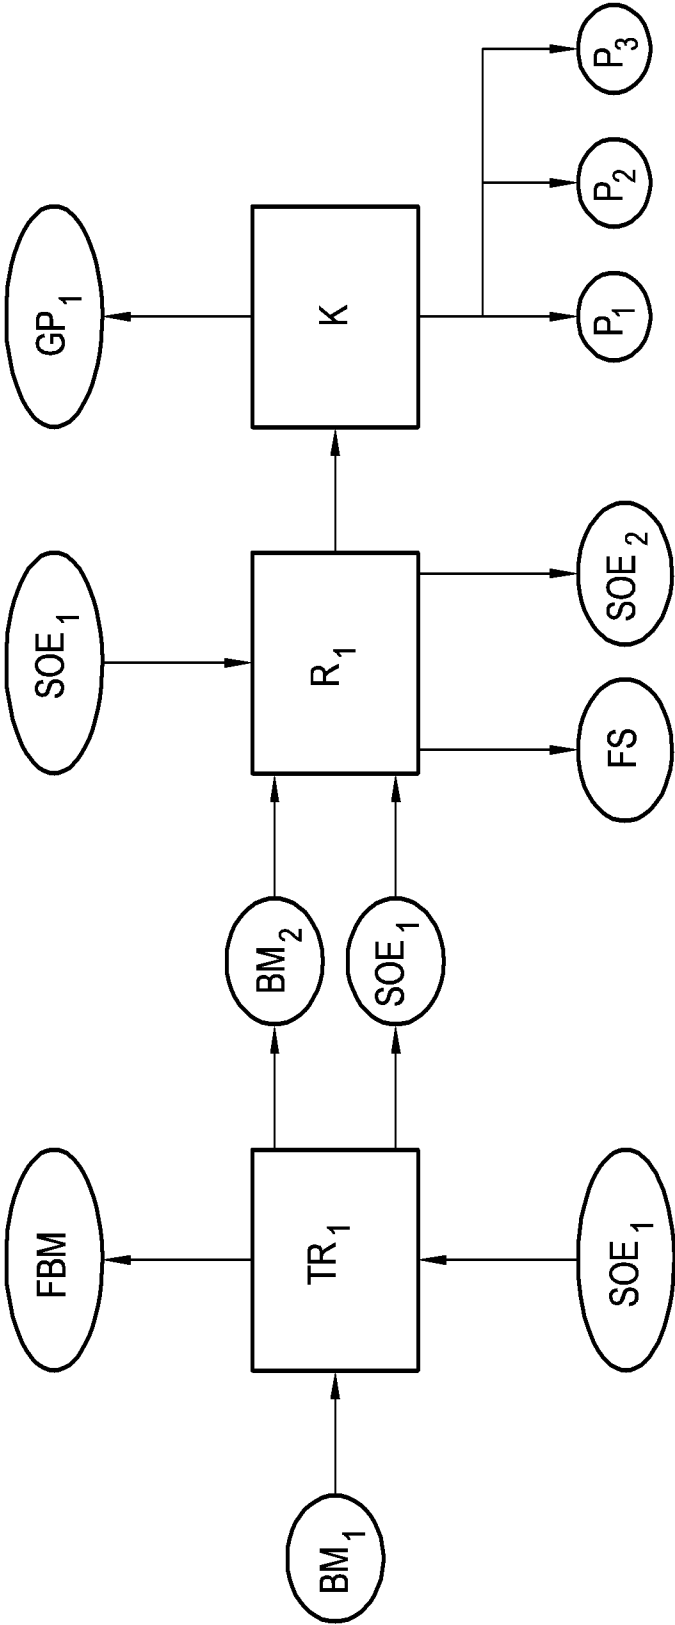 FBM
SOE₁
GP₁
BM₂
BM₁
TR₁
R₁
K
SOE₁
SOE₁
FS
SOE₂
P₁
P₂
P₃